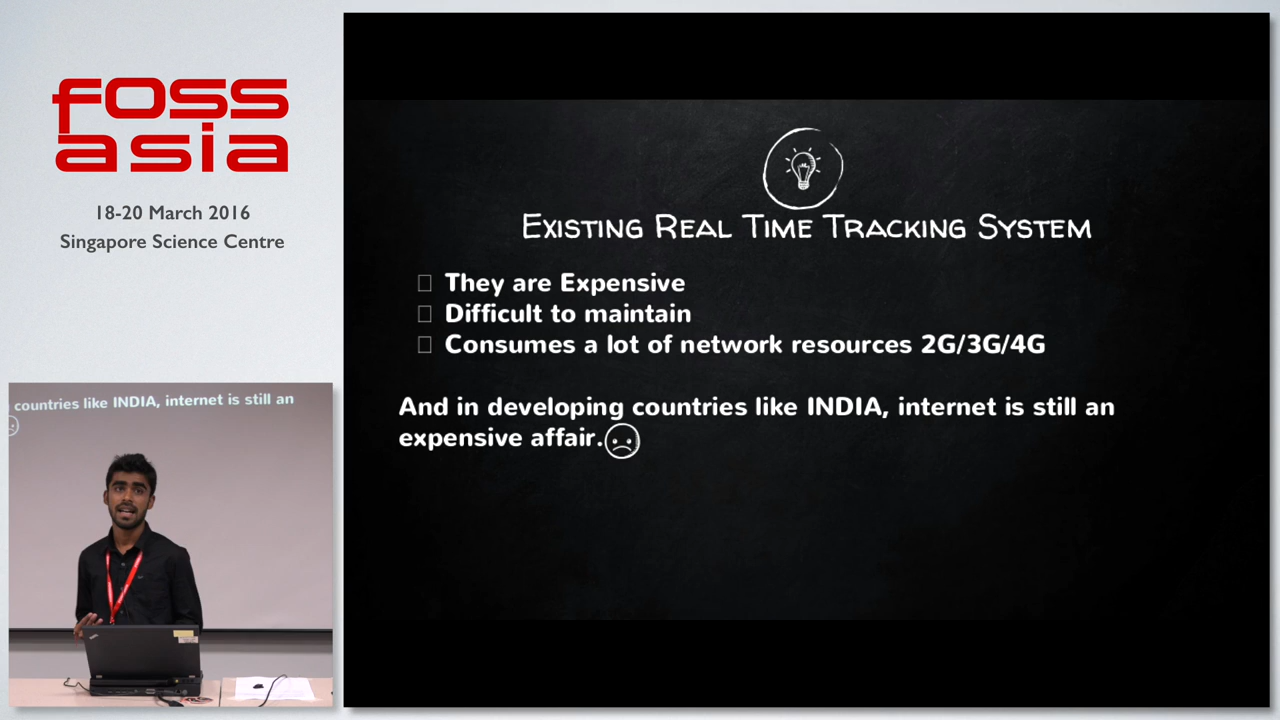 foss
asia
18-20 March 2016
Singapore Science Centre
Existing Real Time Tracking System
They are Expensive
Difficult to maintain
Consumes a lot of network resources 2G/3G/4G
And in developing countries like INDIA, internet is still an
expensive affair.
countries like INDIA, internet is still an